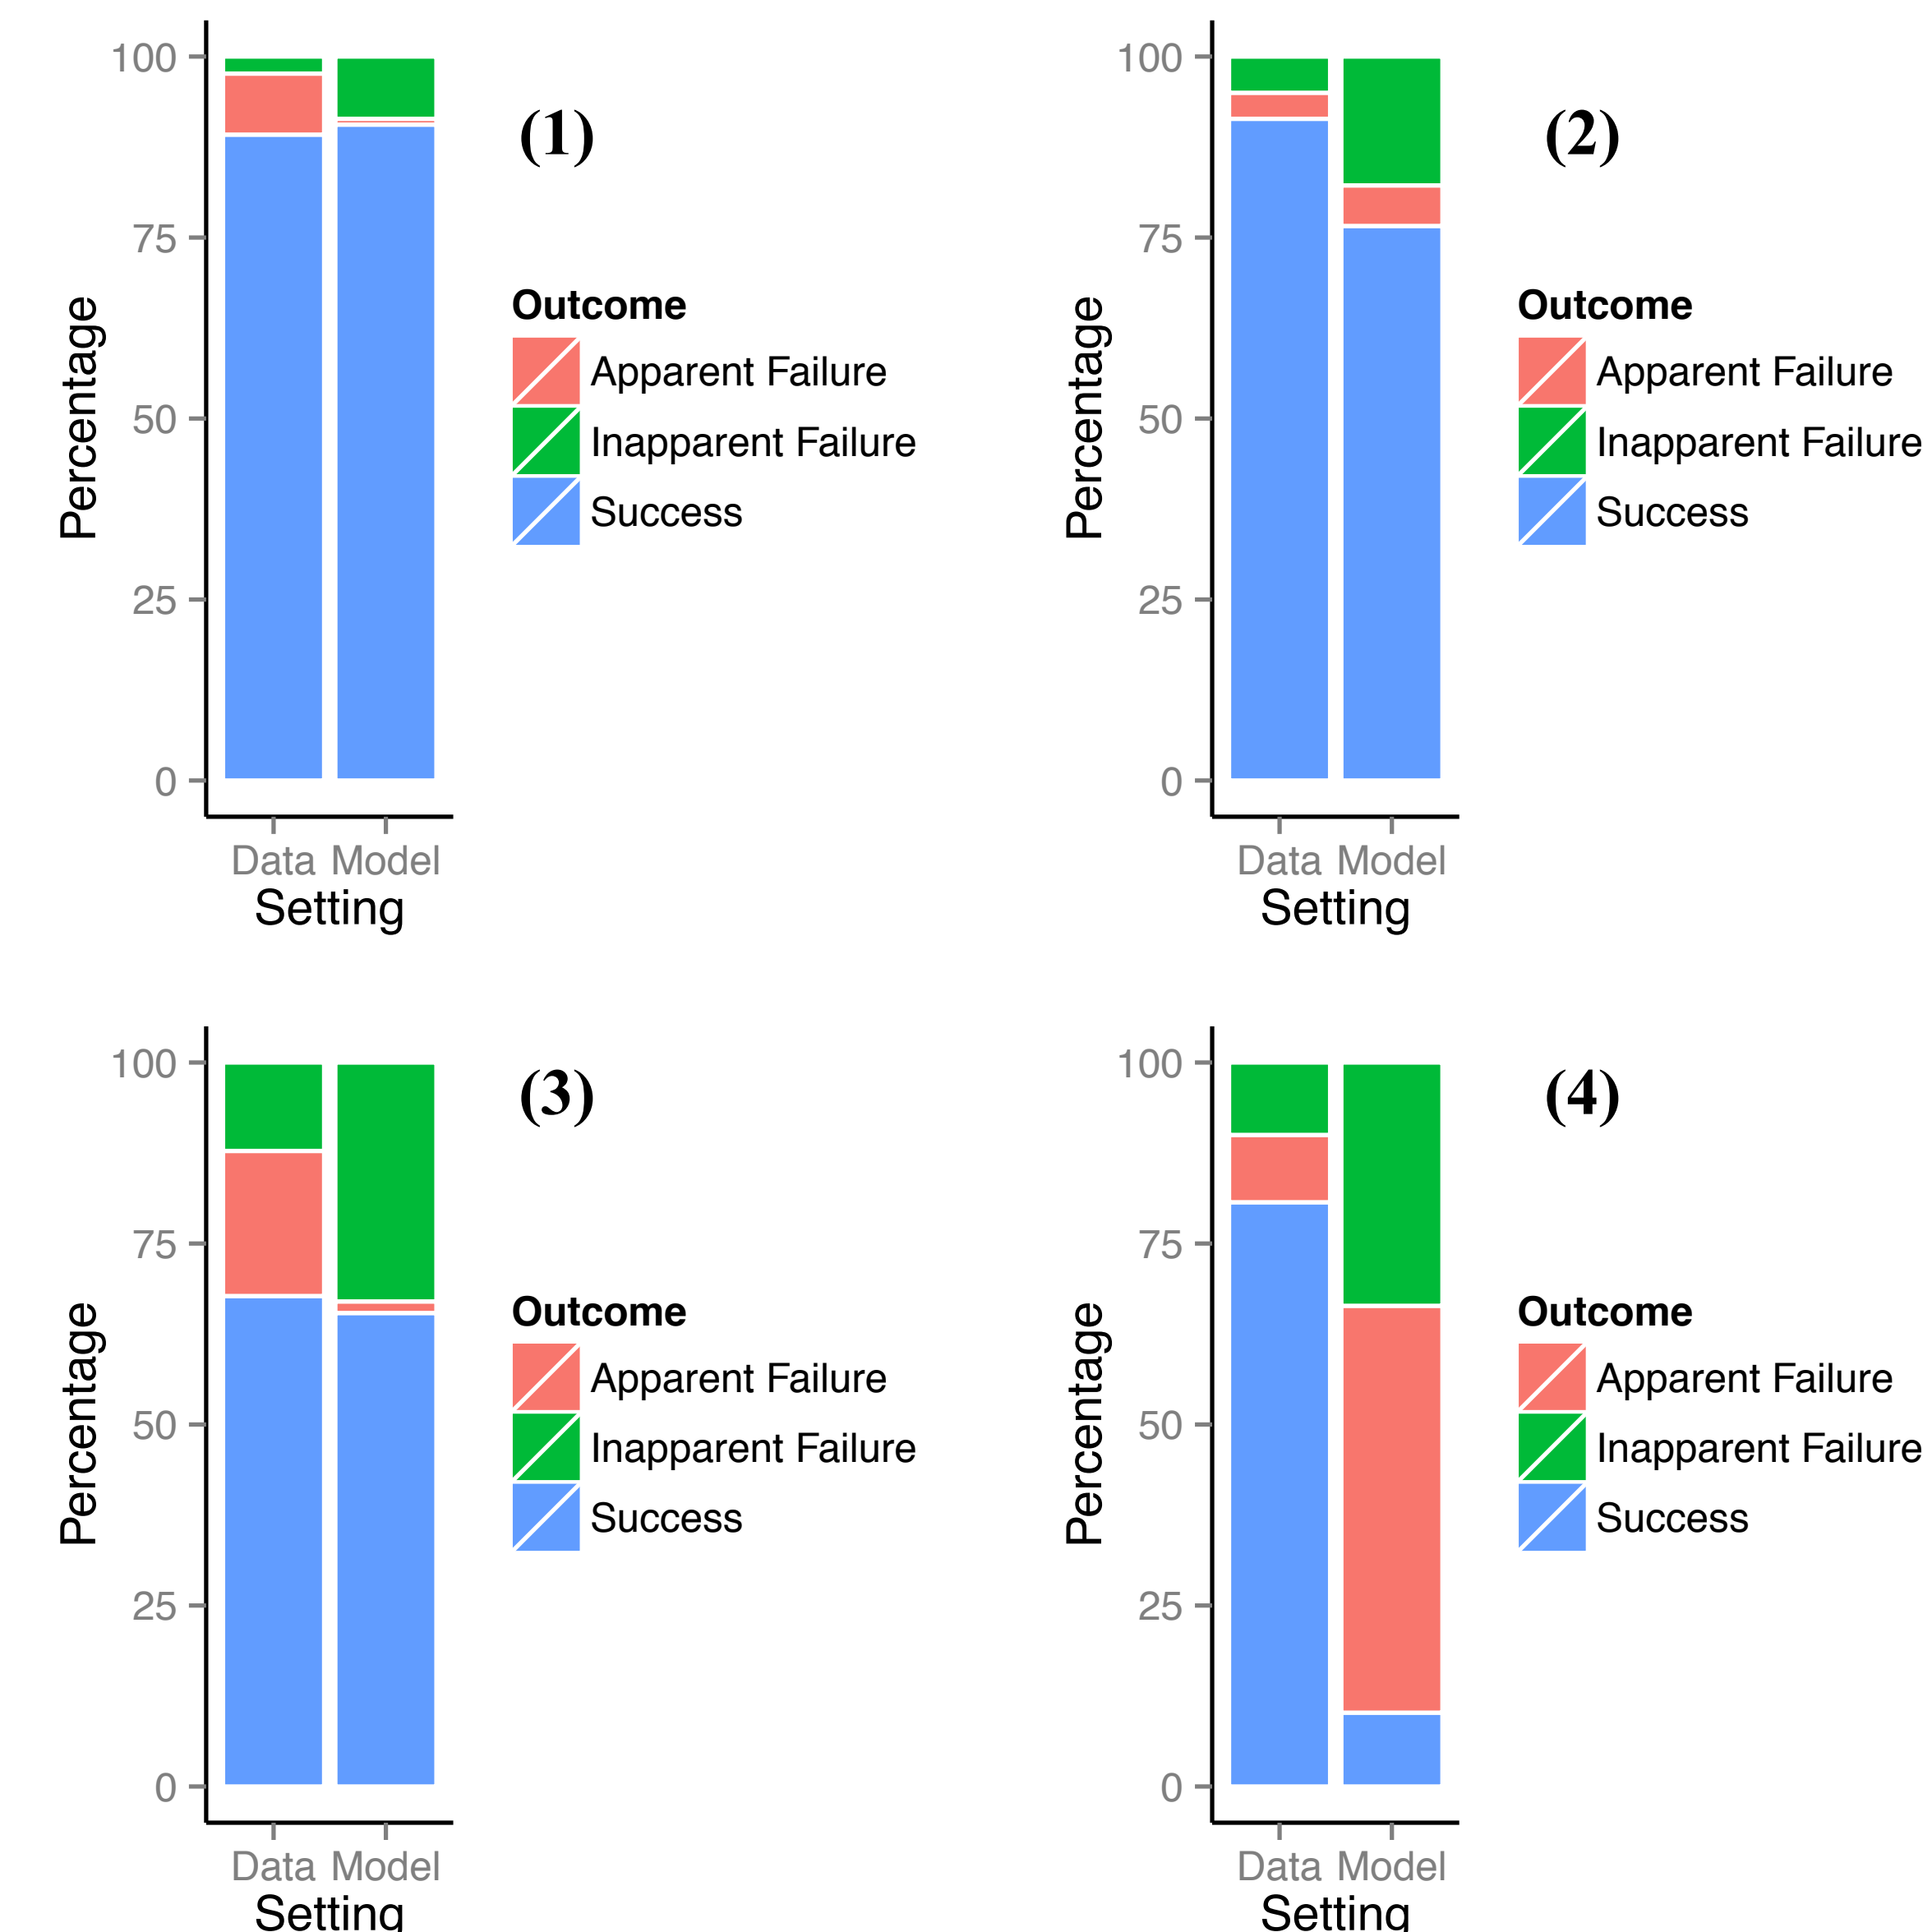 100
75
50
25
0
Percentage
Data Model
Setting
(1)
Outcome
Apparent Failure
Inapparent Failure
Success
100
75
50
25
0
Percentage
Data Model
Setting
(2)
Outcome
Apparent Failure
Inapparent Failure
Success
100
75
50
25
0
Percentage
Data Model
Setting
(3)
Outcome
Apparent Failure
Inapparent Failure
Success
100
75
50
25
0
Percentage
Data Model
Setting
(4)
Outcome
Apparent Failure
Inapparent Failure
Success